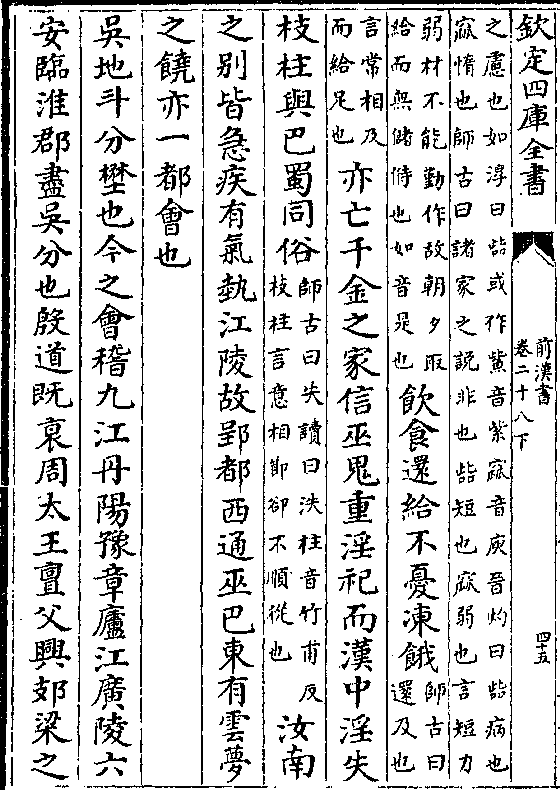 欽定四庫全書
前漢書
卷二十八下
四十五
之慮也如淳曰呰或作鮆音紫窳音庾晉灼曰呰病也
窳惰也師古曰諸家之說非也呰短也窳弱也言短力
弱材不能勤作故朝夕取
給而無儲偫也如音是也
飲食還給不憂凍餓
師古曰
還及也
言常相及
而給足也
亦亡千金之家信巫鬼重淫祀而漢中淫失
枝柱與巴蜀同俗
師古曰失讀曰泆柱音竹甫反
枝柱言意相節卻不順從也
汝南
之別皆急疾有氣埶江陵故郢都西通巫巴東有雲夢
之饒亦一都會也
吳地斗分壄也今之會稽九江丹陽豫章廬江廣陵六
安臨淮郡盡吳分也殷道既衰周太王亶父興郊梁之